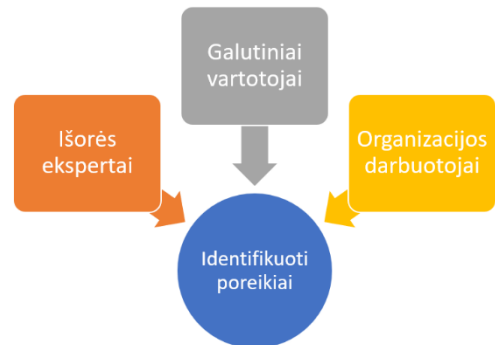 Galutiniai
vartotojai
Išorės
ekspertai
Organizacijos
darbuotojai
Identifikuoti
poreikiai